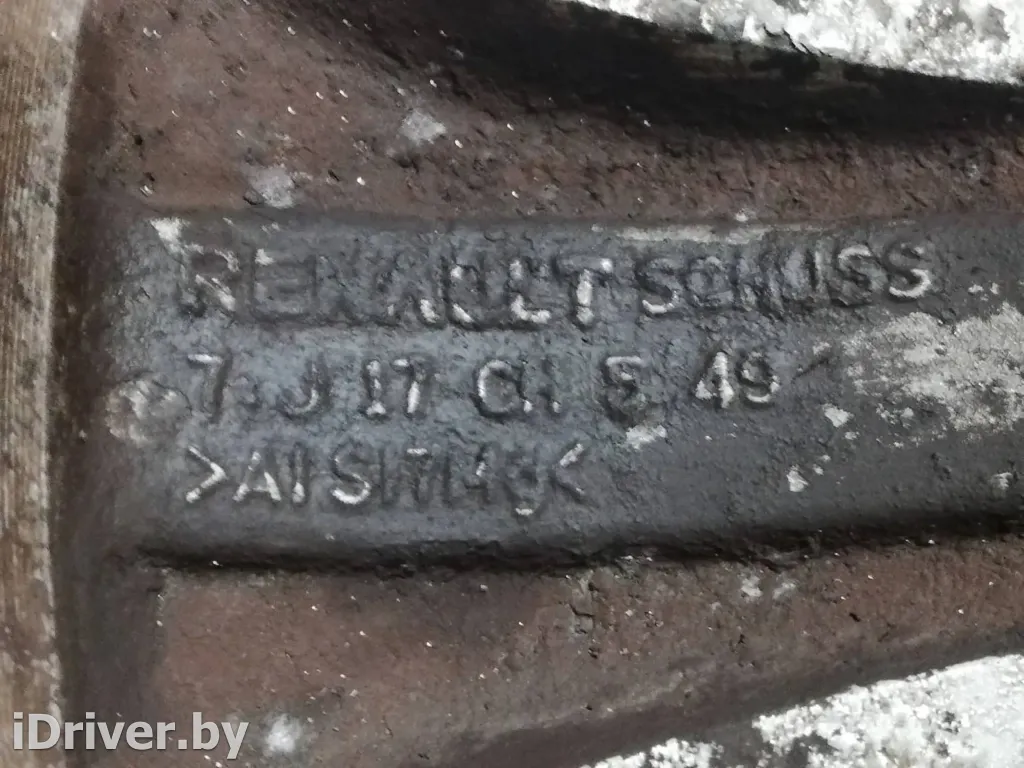 RENAULT SCHUSS
7 J 17 CH 5 49
>AlSi7Mg<
iDriver.by